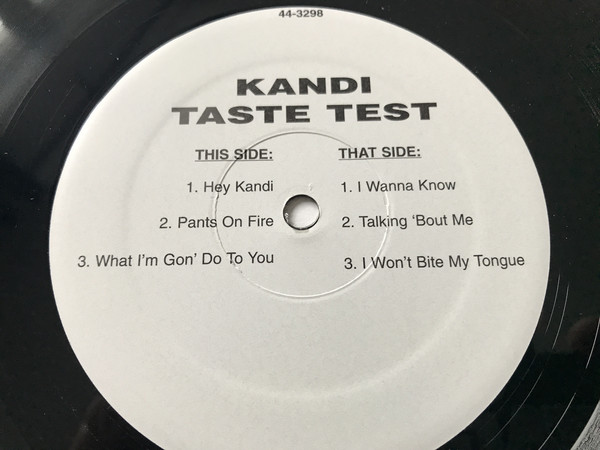 44-3298
KANDI
TASTE TEST
THIS SIDE:
1. Hey Kandi
2. Pants On Fire
3. What I'm Gon' Do To You
THAT SIDE:
1. I Wanna Know
2. Talking ‘Bout Me
3. I Won't Bite My Tongue